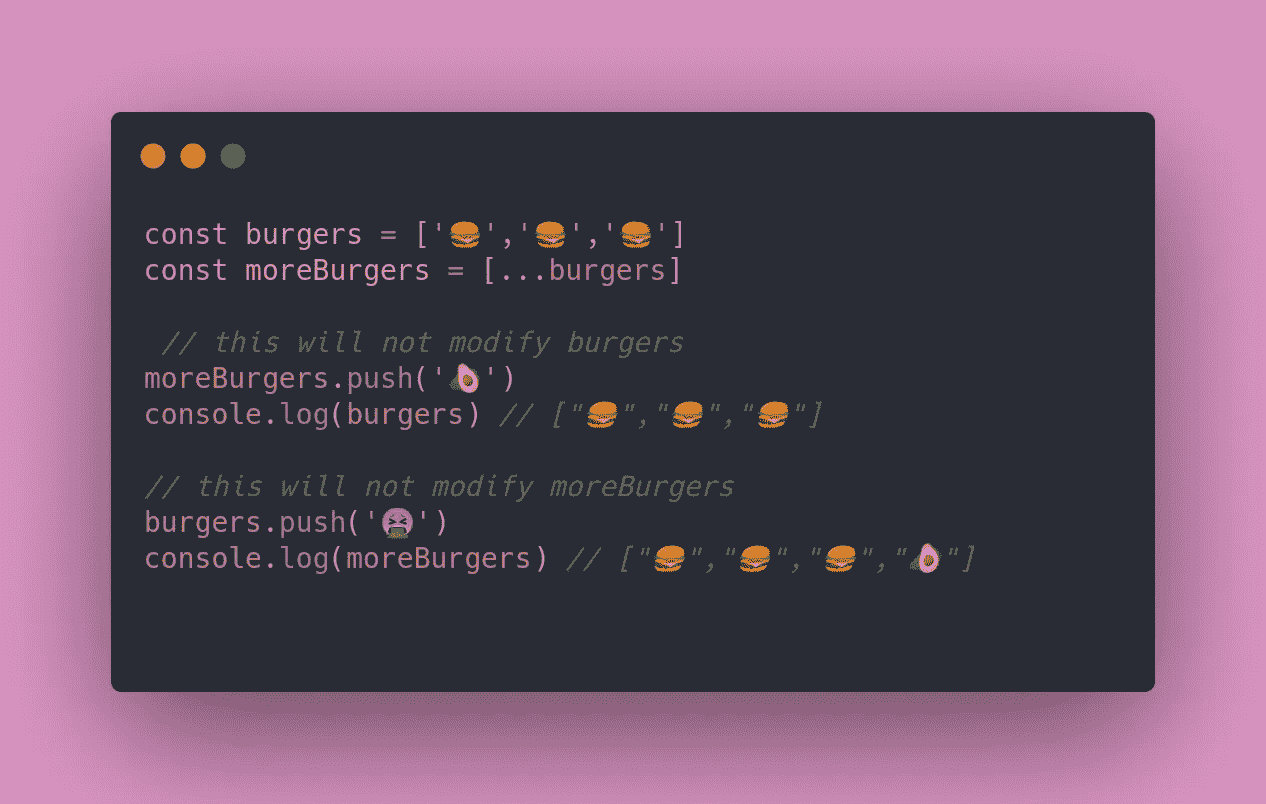 const burgers = ['🍔','🍔','🍔']
const moreBurgers = [...burgers]
// this will not modify burgers
moreBurgers.push('🥑')
console.log(burgers) // ["🍔","🍔","🍔"]
// this will not modify moreBurgers
burgers.push('🤮')
console.log(moreBurgers) // ["🍔","🍔","🍔","🥑"]